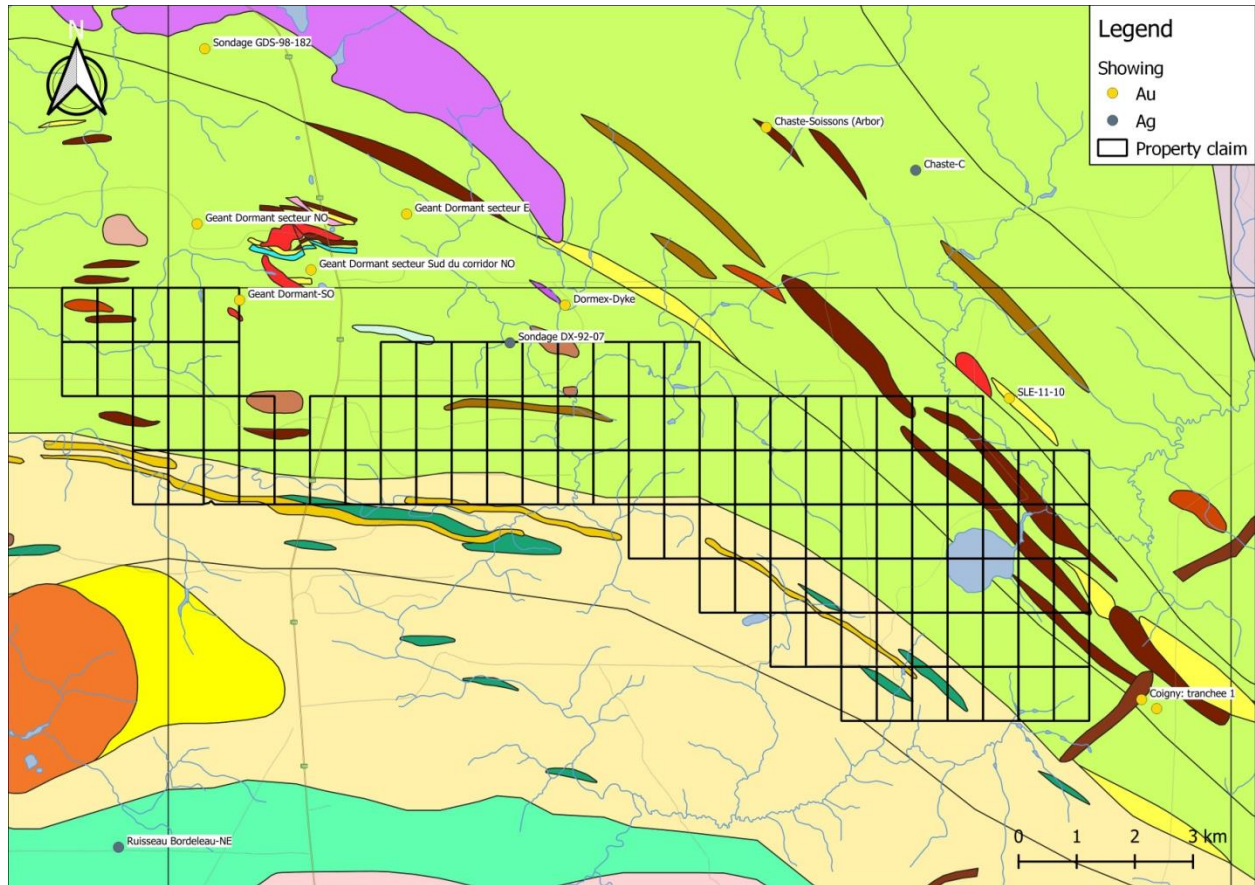 N
Sondage GDS-98-182
Legend
Showing
Au
Ag
Property claim
Chaste-Soissons (Arbor)
Chaste-C
Geant Dormant secteur E
Geant Dormant secteur NO
Geant Dormant secteur Sud du corridor NO
Geant Dormant-SO
Dormex-Dyke
Sondage DX-92-07
SLE-11-10
Coigny: tranchee 1
Ruisseau Bordeleau-NE
0 1 2 3 km